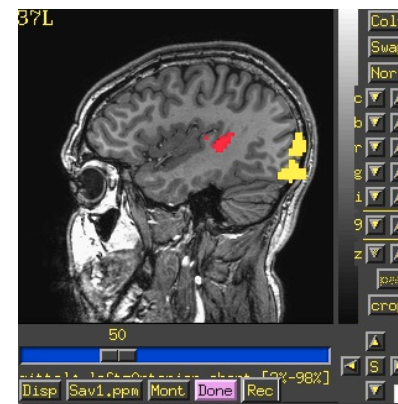 37L
Col
Swa
Nor
c
b
r
g
i
9
z
cro
50
[2%-98%]
S
Disp Sav1.ppm Mont Done Rec